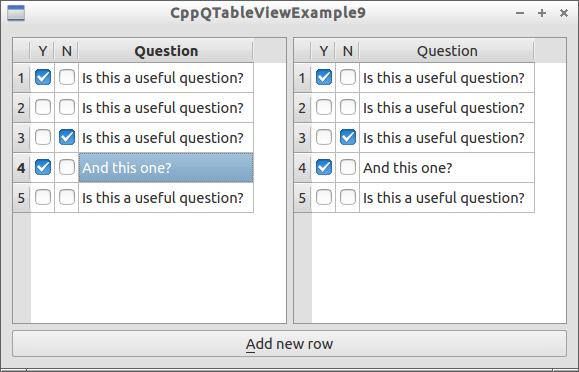 CppQTableViewExample9
Y N Question Y N Question
1 Is this a useful question? 1 Is this a useful question?
2 Is this a useful question? 2 Is this a useful question?
3 Is this a useful question? 3 Is this a useful question?
4 And this one? 4 And this one?
5 Is this a useful question? 5 Is this a useful question?
Add new row